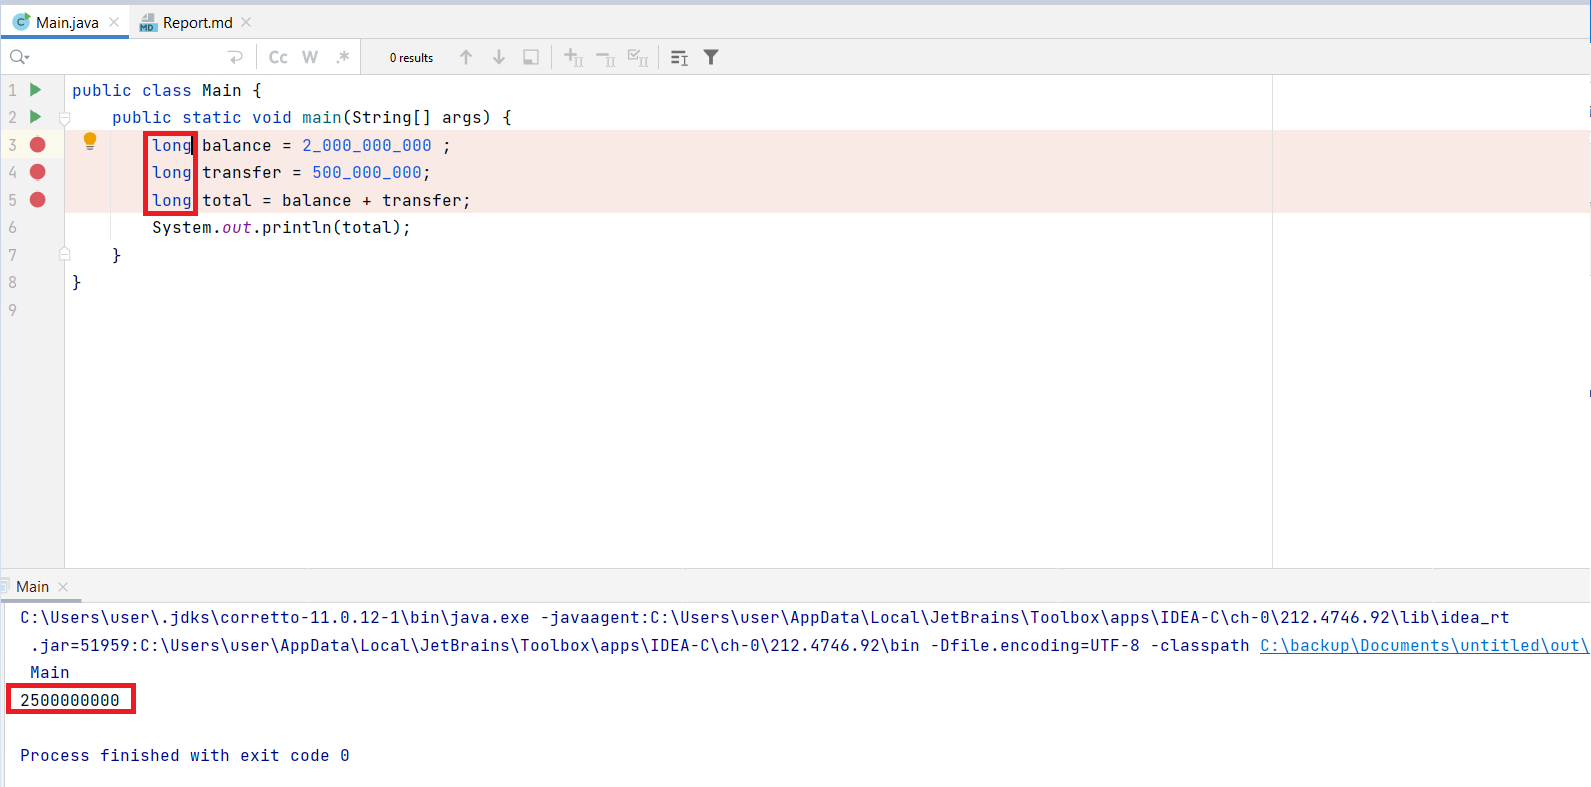 Main.java
Report.md
Cc W .*
0 results
1 public class Main {
2 public static void main(String[] args) {
3 long balance = 2_000_000_000 ;
4 long transfer = 500_000_000;
5 long total = balance + transfer;
6 System.out.println(total);
7 }
8 }
9
Main
C:\Users\user\.jdks\corretto-11.0.12-1\bin\java.exe -javaagent:C:\Users\user\AppData\Local\JetBrains\Toolbox\apps\IDEA-C\ch-0\212.4746.92\lib\idea_rt
.jar=51959:C:\Users\user\AppData\Local\JetBrains\Toolbox\apps\IDEA-C\ch-0\212.4746.92\bin -Dfile.encoding=UTF-8 -classpath C:\backup\Documents\untitled\out\
Main
2500000000
Process finished with exit code 0